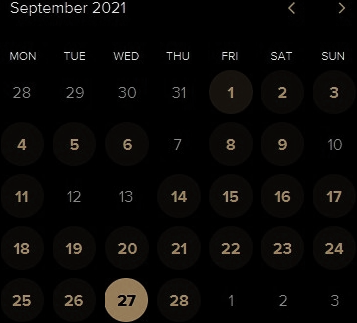 September 2021
MON TUE WED THU FRI SAT SUN
28 29 30 31 1 2 3
4 5 6 7 8 9 10
11 12 13 14 15 16 17
18 19 20 21 22 23 24
25 26 27 28 1 2 3